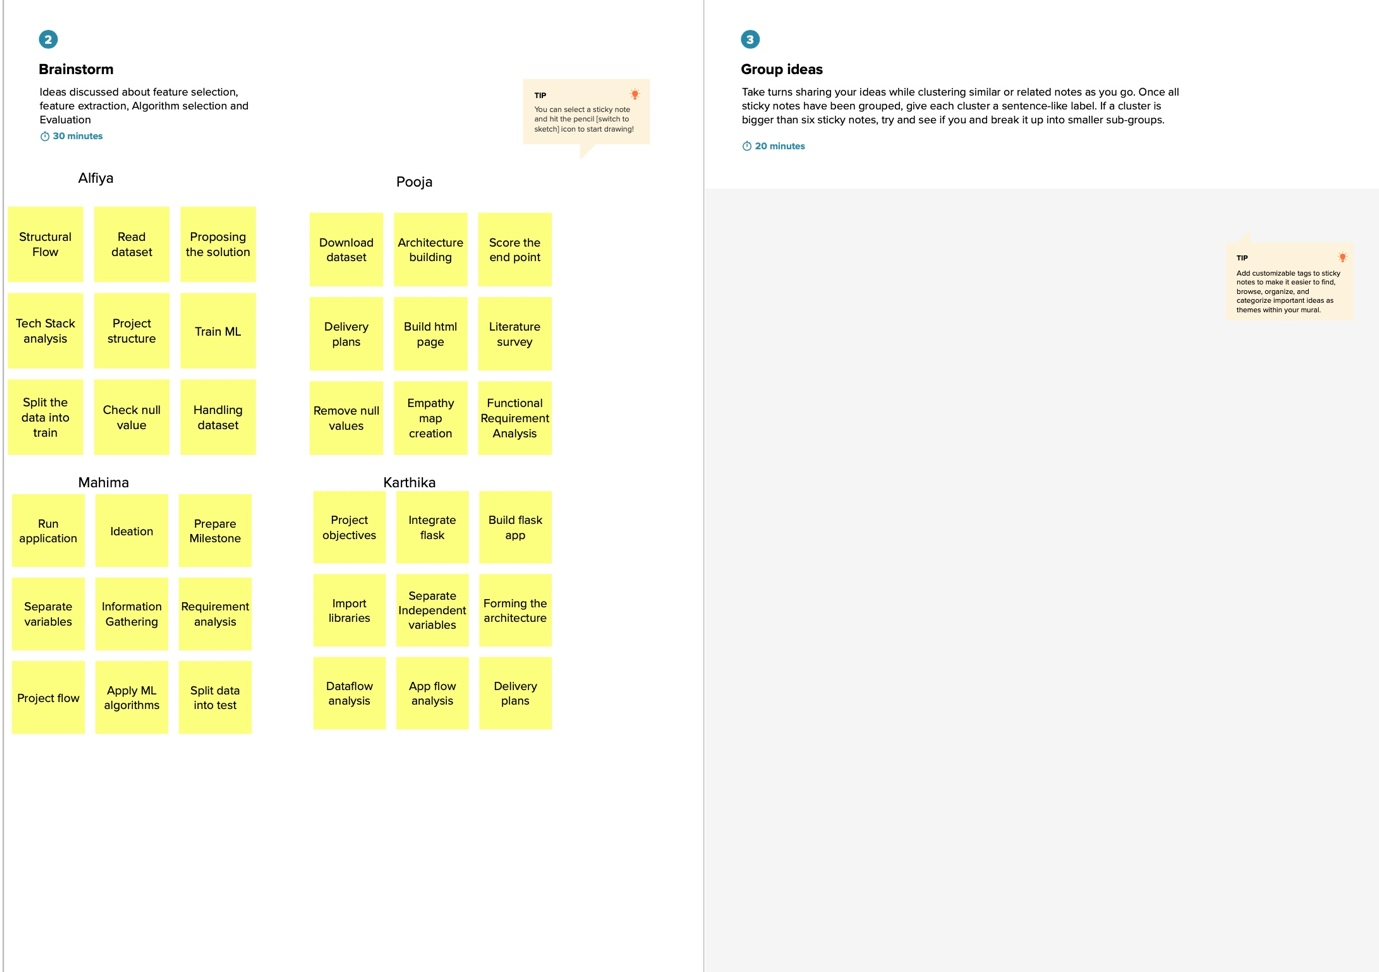 2
Brainstorm
Ideas discussed about feature selection,
feature extraction, Algorithm selection and
Evaluation
30 minutes
TIP
You can select a sticky note
and hit the pencil [switch to
sketch] icon to start drawing!
Alfiya
Structural
Flow
Read
dataset
Proposing
the solution
Tech Stack
analysis
Project
structure
Train ML
Split the
data into
train
Check null
value
Handling
dataset
Pooja
Download
dataset
Architecture
building
Score the
end point
Delivery
plans
Build html
page
Literature
survey
Remove null
values
Empathy
map
creation
Functional
Requirement
Analysis
Mahima
Run
application
Ideation
Prepare
Milestone
Separate
variables
Information
Gathering
Requirement
analysis
Project flow
Apply ML
algorithms
Split data
into test
Karthika
Project
objectives
Integrate
flask
Build flask
app
Import
libraries
Separate
Independent
variables
Forming the
architecture
Dataflow
analysis
App flow
analysis
Delivery
plans
3
Group ideas
Take turns sharing your ideas while clustering similar or related notes as you go. Once all
sticky notes have been grouped, give each cluster a sentence-like label. If a cluster is
bigger than six sticky notes, try and see if you and break it up into smaller sub-groups.
20 minutes
TIP
Add customizable tags to sticky
notes to make it easier to find,
browse, organize, and
categorize important ideas as
themes within your mural.